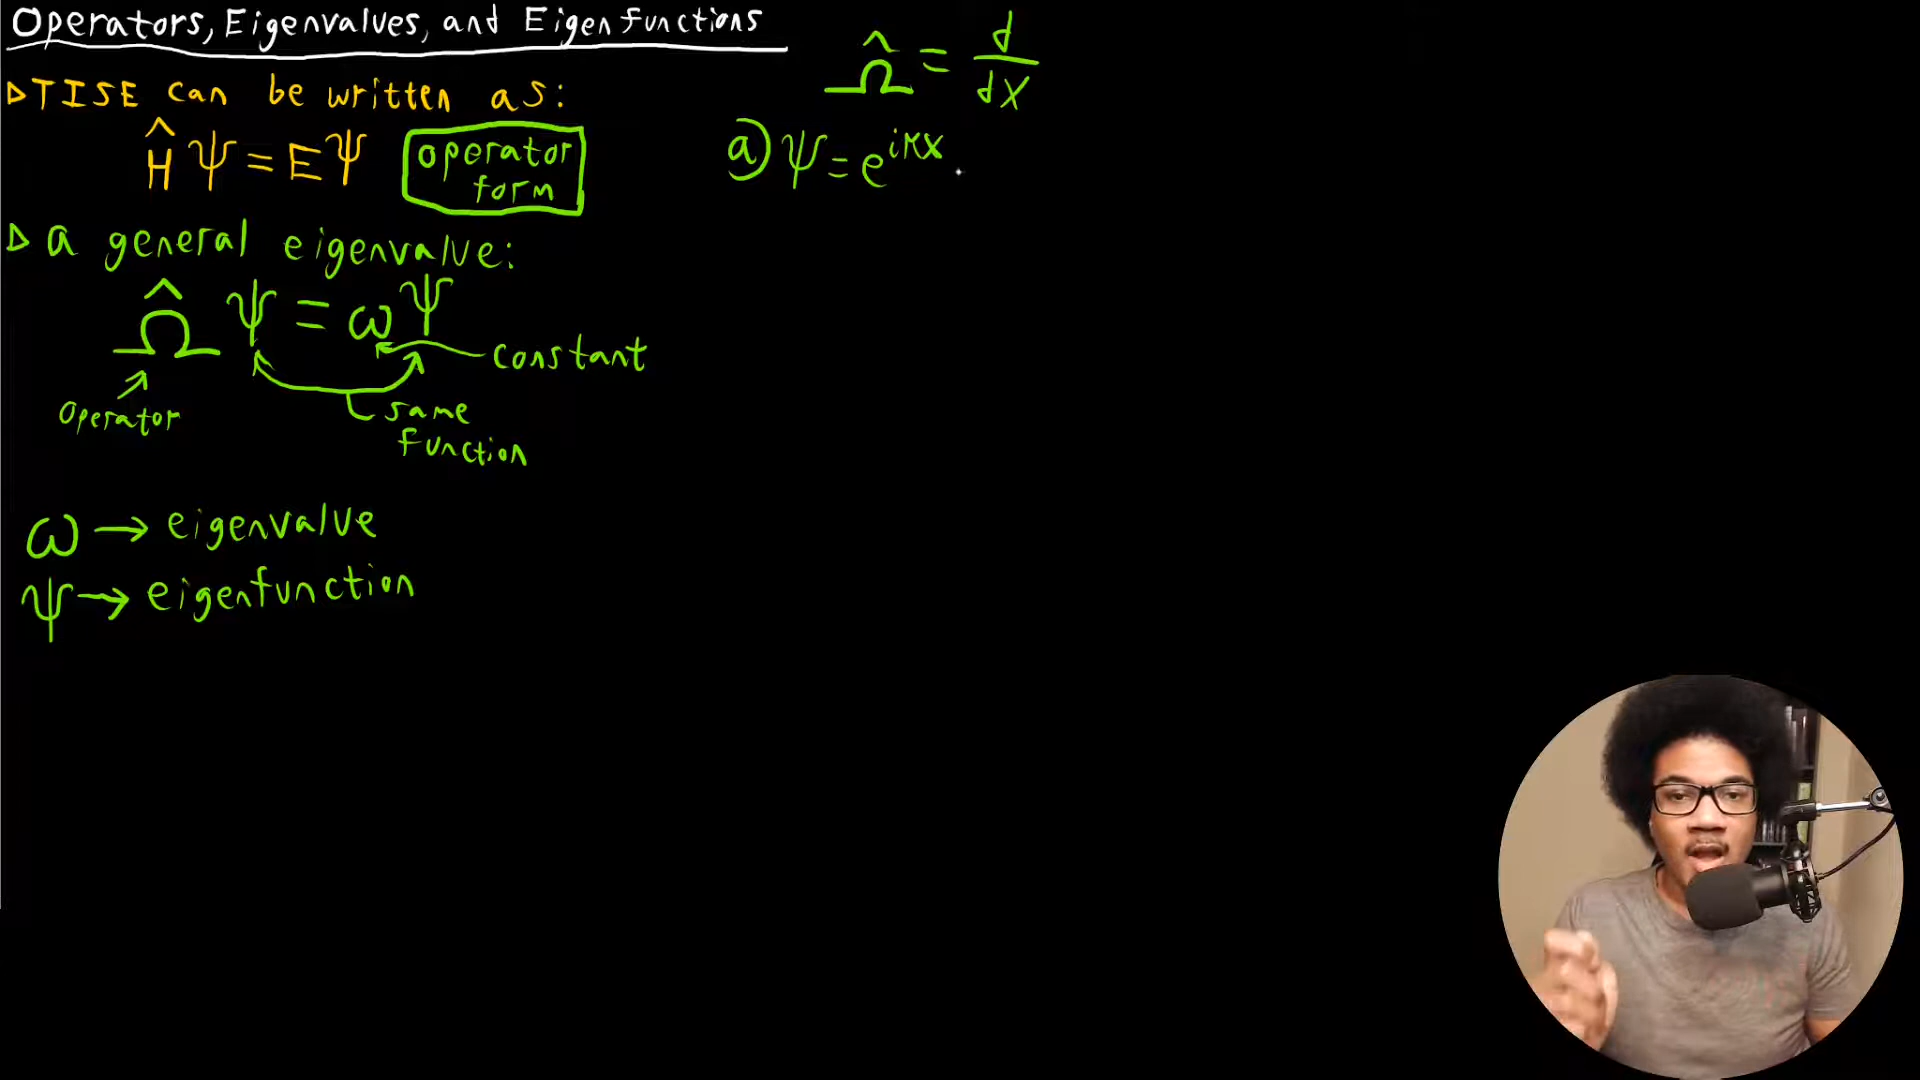 Operators, Eigenvalues, and Eigenfunctions
▷TISE can be written as:
Ĥψ = Eψ
operator
form
▷ a general eigenvalue:
Ω̂ ψ = ωψ
constant
Operator
same
function
ω → eigenvalue
ψ → eigenfunction
Ω̂ = d/dx
a) ψ = e^{ikx}